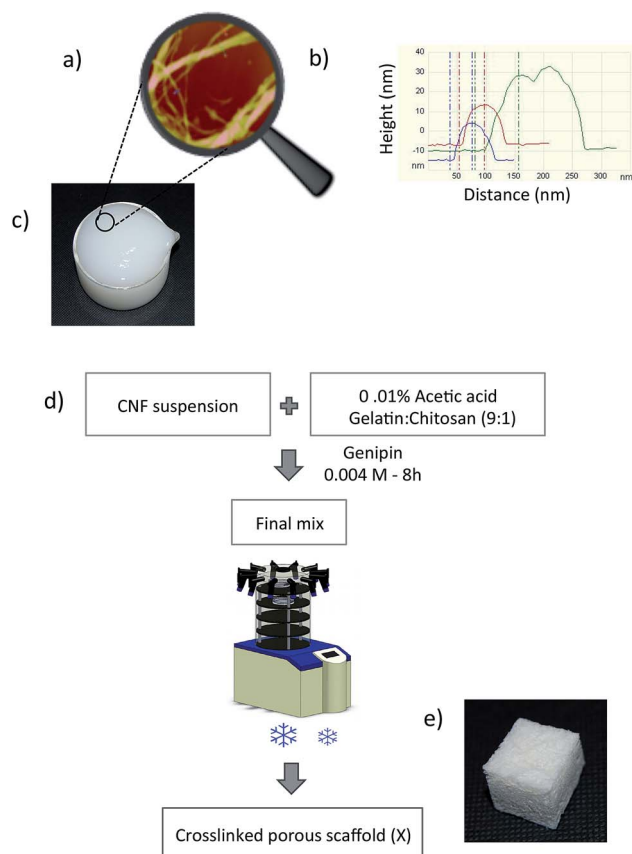 a)
b)
Height (nm)
40
30
20
10
0
-10
nm
50
100
150
200
250
300
nm
Distance (nm)
c)
d)
CNF suspension
0 .01% Acetic acid
Gelatin:Chitosan (9:1)
Genipin
0.004 M - 8h
Final mix
e)
Crosslinked porous scaffold (X)